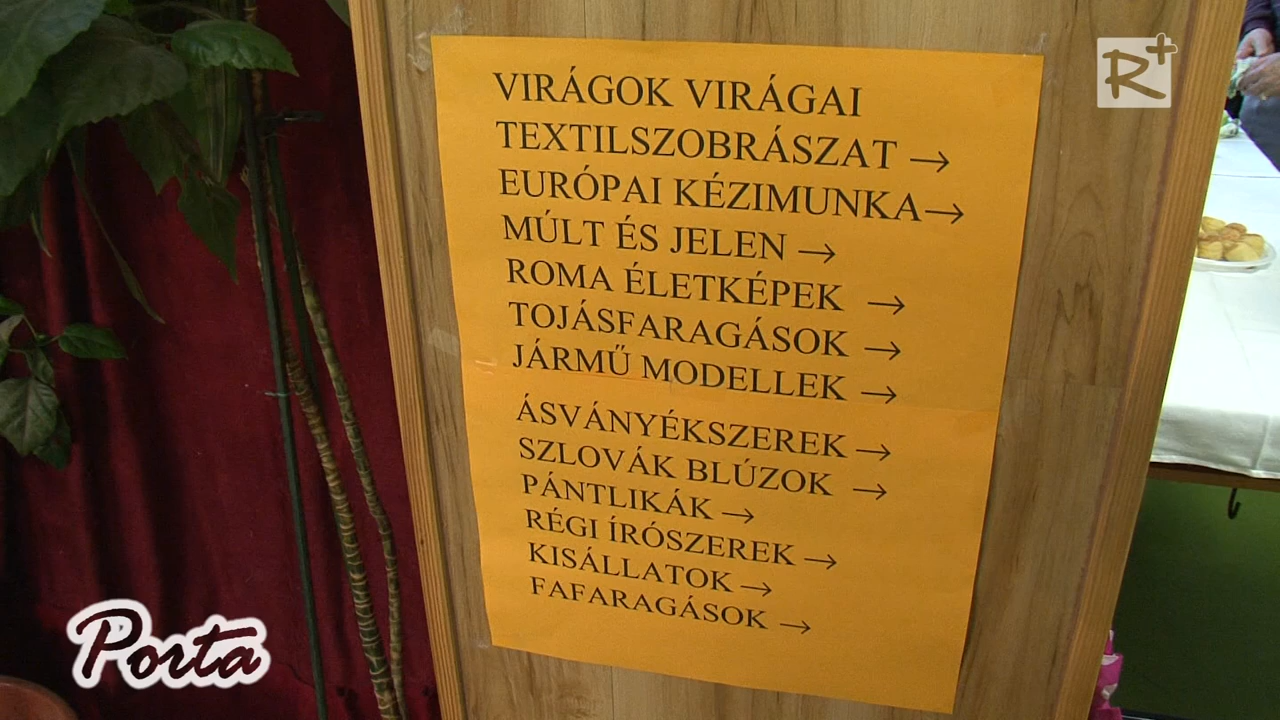 R+
VIRÁGOK VIRÁGAI
TEXTILSZOBRÁSZAT →
EURÓPAI KÉZIMUNKA→
MÚLT ÉS JELEN →
ROMA ÉLETKÉPEK →
TOJÁSFARAGÁSOK →
JÁRMŰ MODELLEK →
ÁSVÁNYÉKSZEREK →
SZLOVÁK BLÚZOK →
PÁNTLIKÁK →
RÉGI ÍRÓSZEREK →
KISÁLLATOK →
FAFARAGÁSOK →
Porta